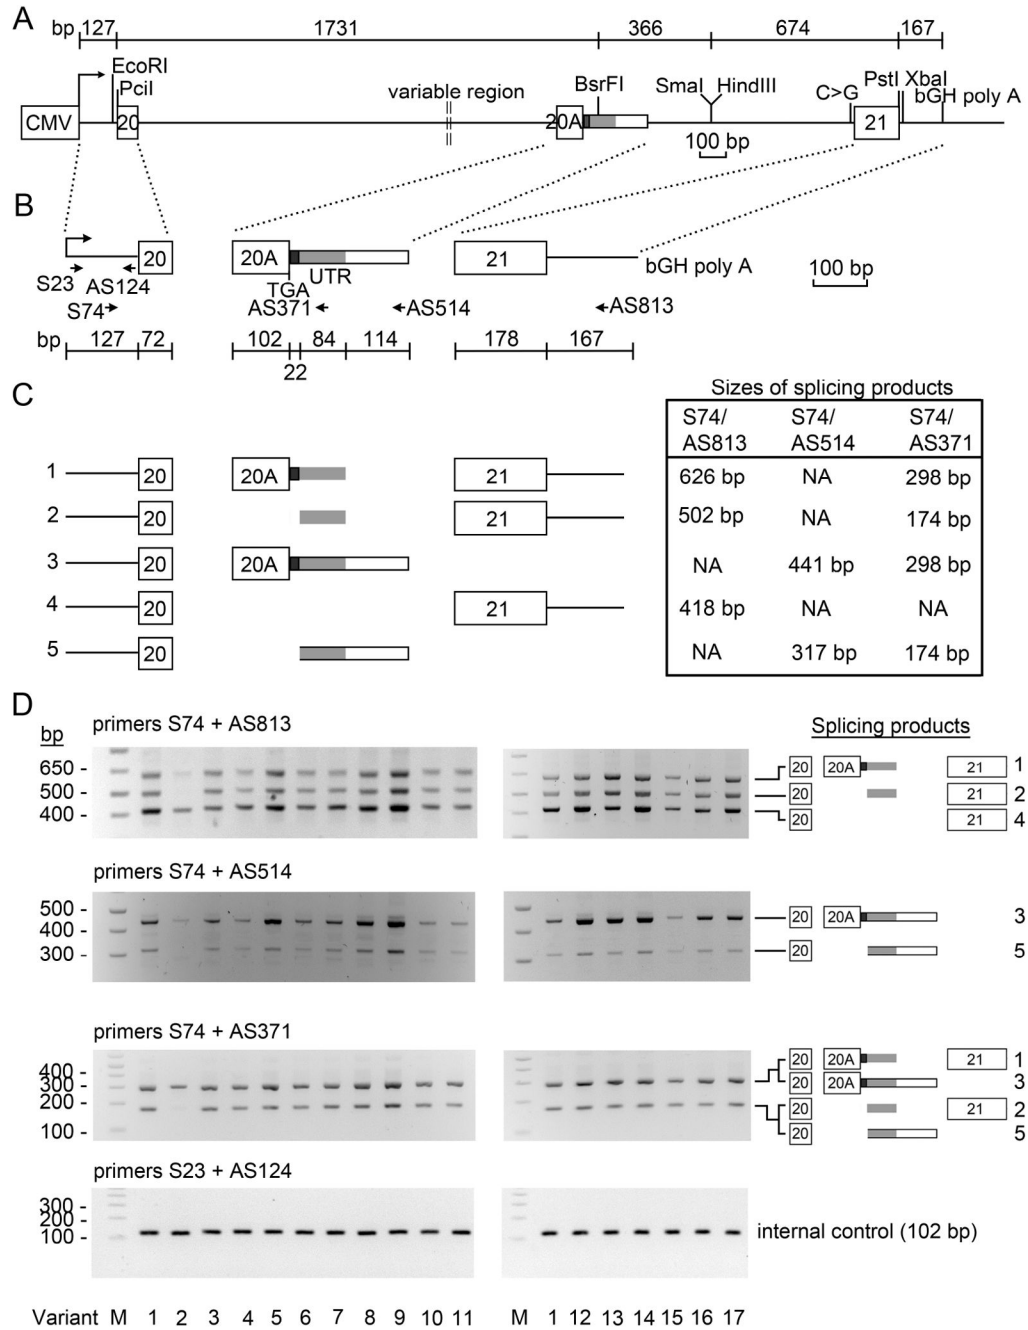 A
bp 127 1731 366 674 167
EcoRI
PciI
variable region
BsrFI
SmaI HindIII
C>G
PstI XbaI
bGH poly A
CMV 20 20A 21
100 bp
B
20 20A 21
UTR
TGA
bGH poly A
100 bp
S23 AS124
S74 AS371 AS514 AS813
bp 127 72 102 84 114 178 167
22
C
Sizes of splicing products
S74/ S74/ S74/
AS813 AS514 AS371
1 20 20A 21 626 bp NA 298 bp
2 20 21 502 bp NA 174 bp
3 20 20A NA 441 bp 298 bp
4 20 21 418 bp NA NA
5 20 NA 317 bp 174 bp
D
primers S74 + AS813
Splicing products
bp
650 -
500 -
400 -
20 20A 21 1
20 21 2
20 21 4
primers S74 + AS514
500 -
400 -
300 -
20 20A 3
20 5
primers S74 + AS371
400 -
300 -
200 -
100 -
20 20A 21 1
20 20A 3
20 21 2
20 5
primers S23 + AS124
300 -
200 -
100 -
internal control (102 bp)
Variant M 1 2 3 4 5 6 7 8 9 10 11 M 1 12 13 14 15 16 17